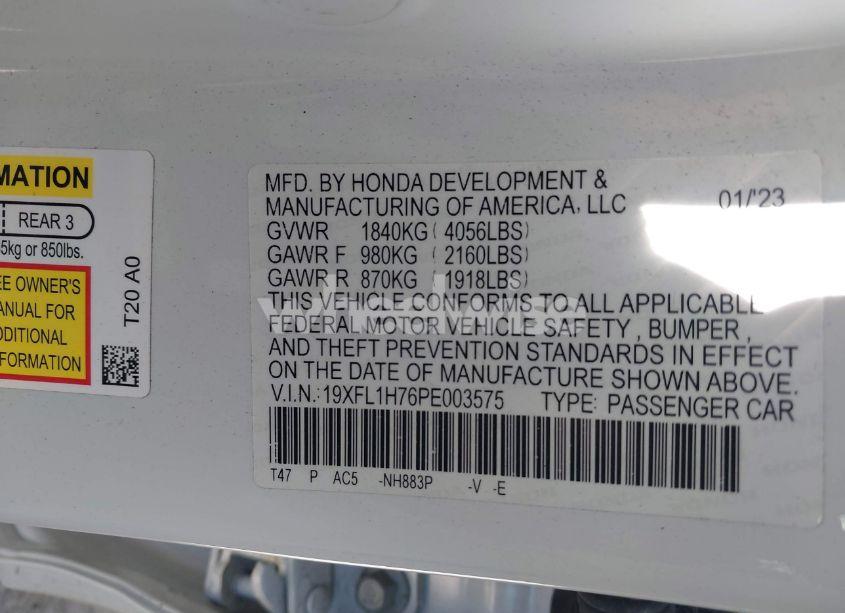 MATION
REAR 3
5kg or 850lbs.
EE OWNER'S
ANUAL FOR
DDITIONAL
FORMATION
T20 A0
MFD. BY HONDA DEVELOPMENT & 01/'23
MANUFACTURING OF AMERICA, LLC
GVWR 1840KG ( 4056LBS)
GAWR F 980KG ( 2160LBS)
GAWR R 870KG ( 1918LBS)
THIS VEHICLE CONFORMS TO ALL APPLICABLE
FEDERAL MOTOR VEHICLE SAFETY , BUMPER ,
AND THEFT PREVENTION STANDARDS IN EFFECT
ON THE DATE OF MANUFACTURE SHOWN ABOVE.
V.I.N.: 19XFL1H76PE003575 TYPE: PASSENGER CAR
T47 P AC5 -NH883P -V -E